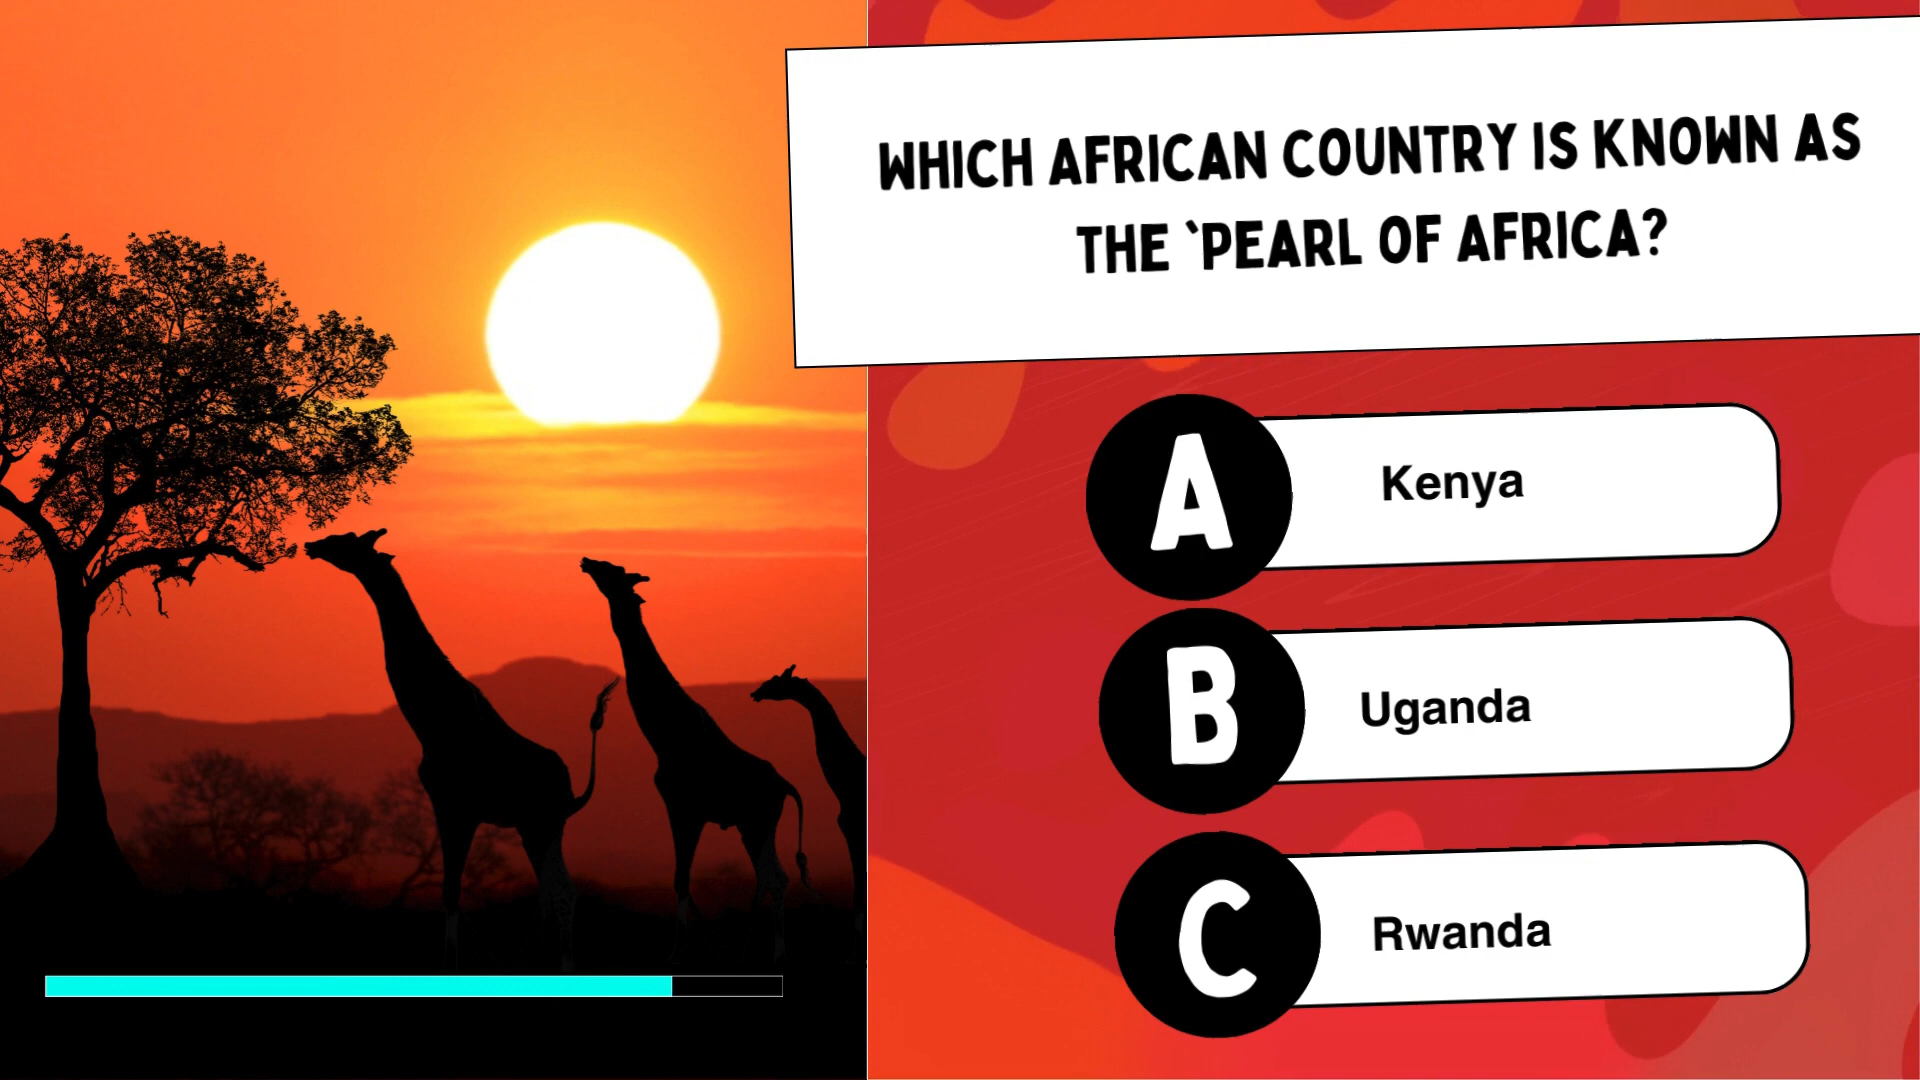 WHICH AFRICAN COUNTRY IS KNOWN AS
THE `PEARL OF AFRICA?
A Kenya
B Uganda
C Rwanda